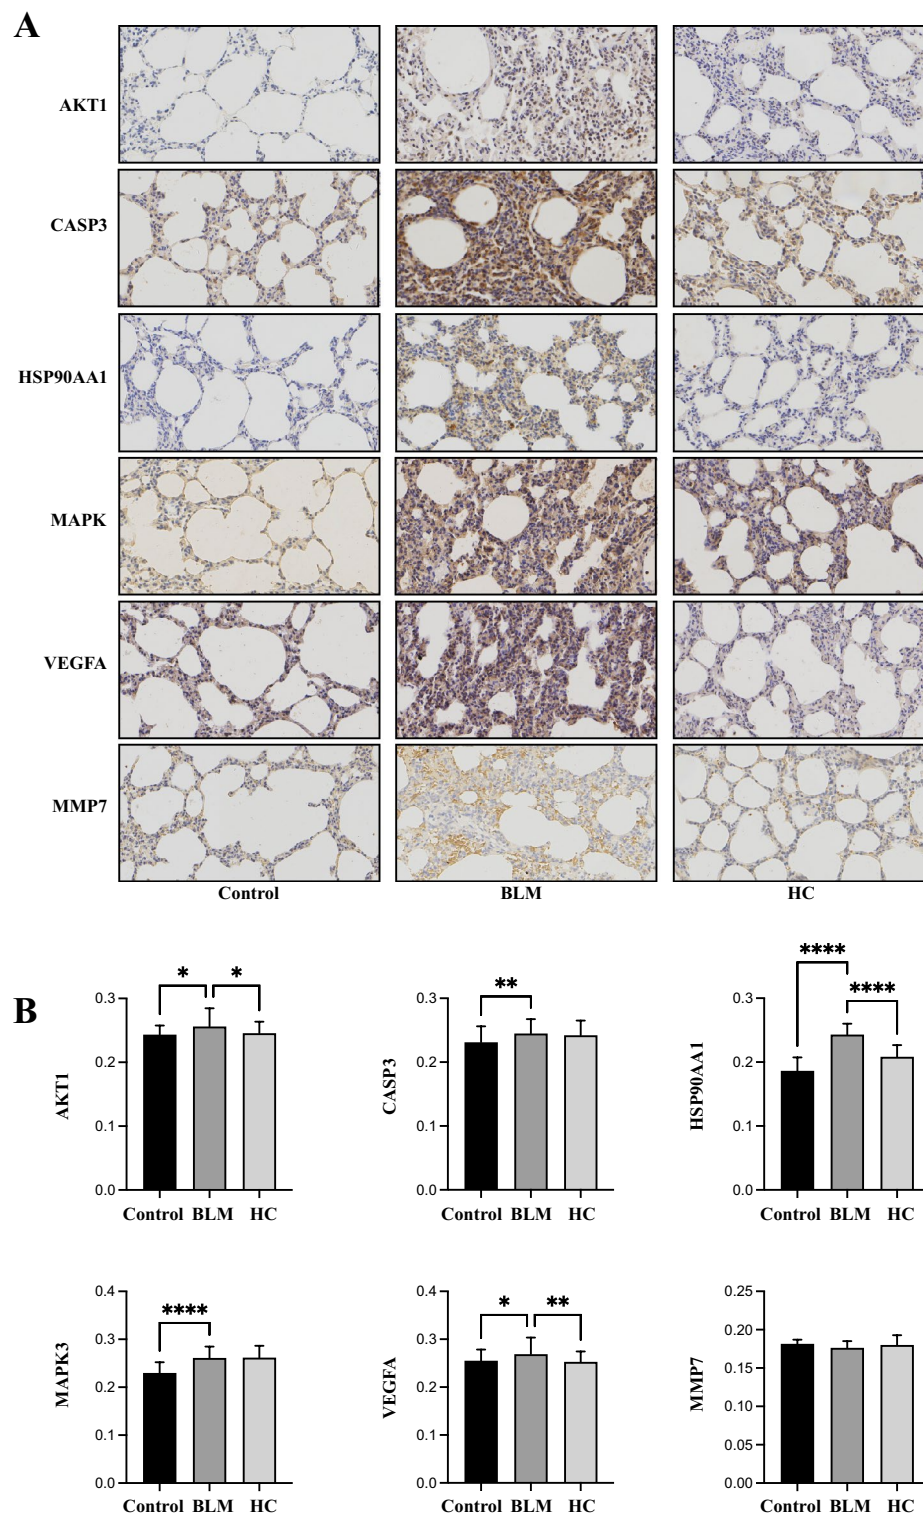 A
AKT1
CASP3
HSP90AA1
MAPK
VEGFA
MMP7
Control BLM HC
B
* *
AKT1
0.3
0.2
0.1
0.0
Control BLM HC
**
CASP3
0.3
0.2
0.1
0.0
Control BLM HC
****
****
HSP90AA1
0.3
0.2
0.1
0.0
Control BLM HC
****
MAPK3
0.4
0.3
0.2
0.1
0.0
Control BLM HC
* **
VEGFA
0.4
0.3
0.2
0.1
0.0
Control BLM HC
MMP7
0.25
0.20
0.15
0.10
0.05
0.00
Control BLM HC